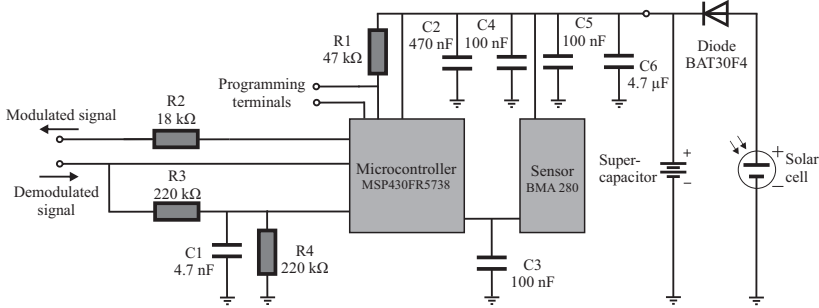 R1
47 kΩ
C2
470 nF
C4
100 nF
C5
100 nF
C6
4.7 µF
Diode
BAT30F4
Programming
terminals
R2
18 kΩ
Modulated signal
Demodulated
signal
R3
220 kΩ
Microcontroller
MSP430FR5738
Sensor
BMA 280
Super-
capacitor
+
−
+
−
Solar
cell
C1
4.7 nF
R4
220 kΩ
C3
100 nF